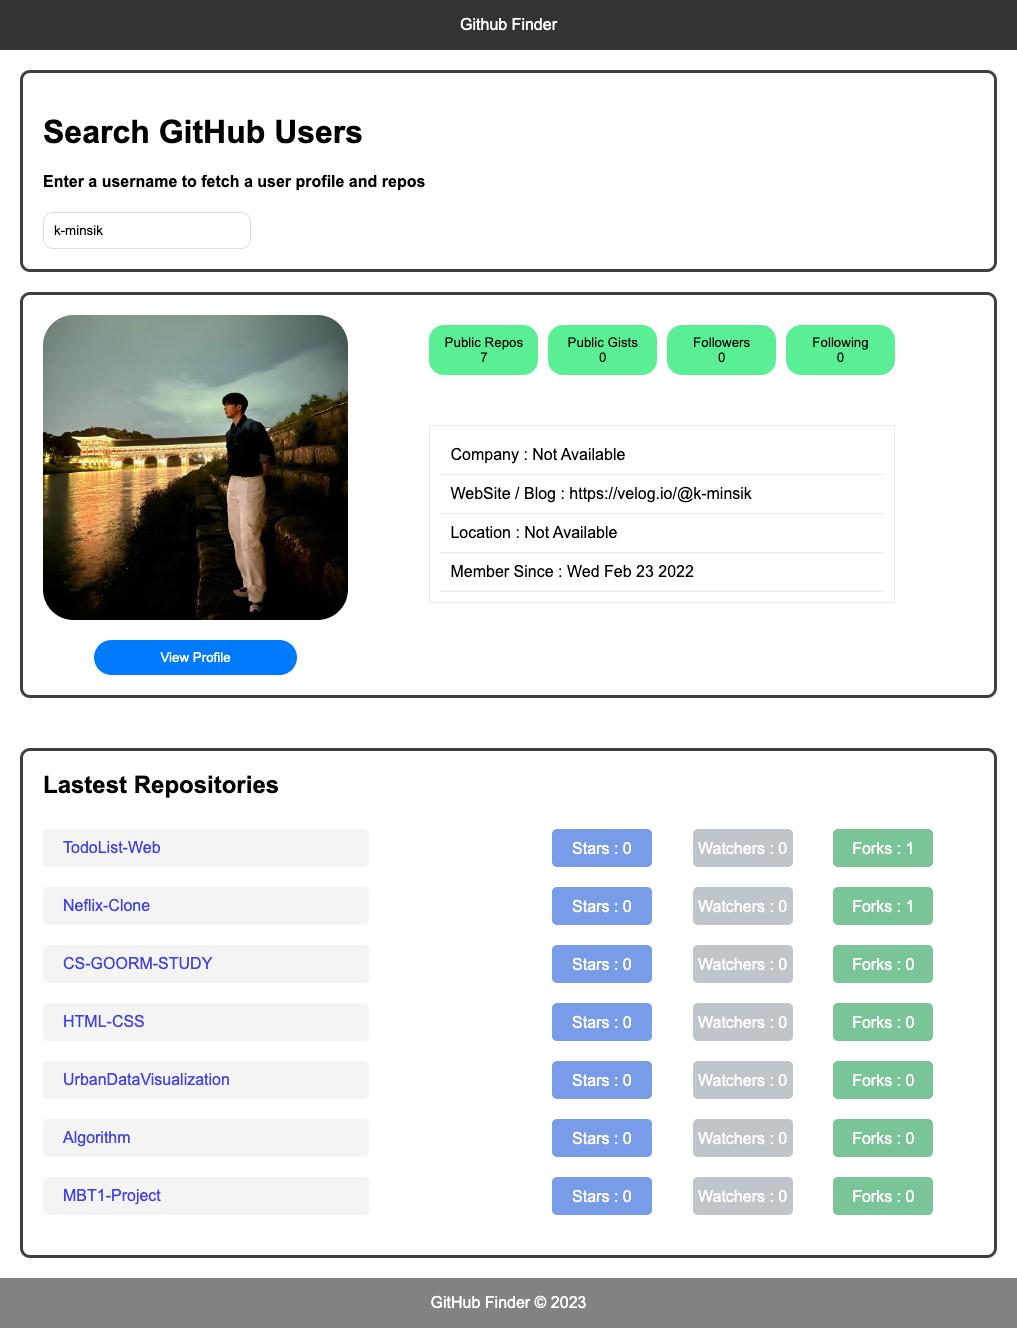 Github Finder
Search GitHub Users
Enter a username to fetch a user profile and repos
k-minsik
Public Repos
7
Public Gists
0
Followers
0
Following
0
Company : Not Available
WebSite / Blog : https://velog.io/@k-minsik
Location : Not Available
Member Since : Wed Feb 23 2022
View Profile
Lastest Repositories
TodoList-Web Stars : 0 Watchers : 0 Forks : 1
Neflix-Clone Stars : 0 Watchers : 0 Forks : 1
CS-GOORM-STUDY Stars : 0 Watchers : 0 Forks : 0
HTML-CSS Stars : 0 Watchers : 0 Forks : 0
UrbanDataVisualization Stars : 0 Watchers : 0 Forks : 0
Algorithm Stars : 0 Watchers : 0 Forks : 0
MBT1-Project Stars : 0 Watchers : 0 Forks : 0
GitHub Finder © 2023